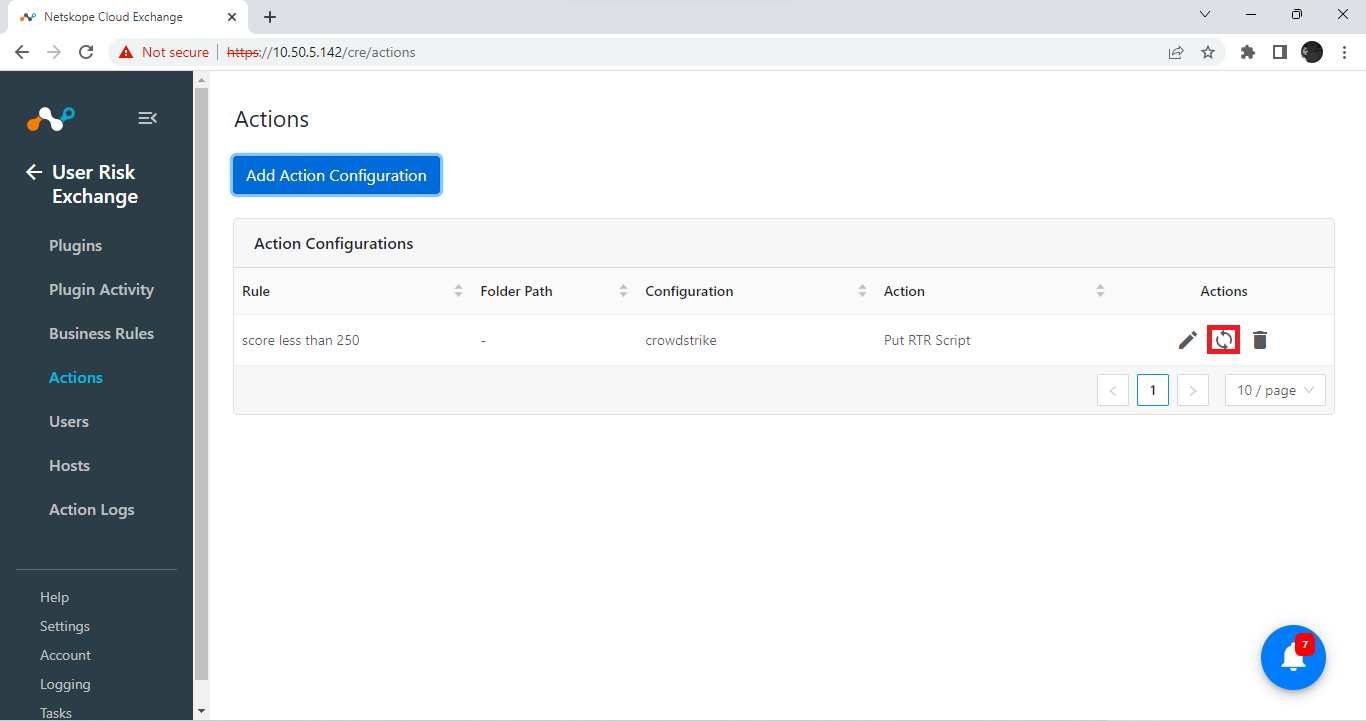 Netskope Cloud Exchange
Not secure https://10.50.5.142/cre/actions
User Risk
Exchange
Plugins
Plugin Activity
Business Rules
Actions
Users
Hosts
Action Logs
Help
Settings
Account
Logging
Tasks
Actions
Add Action Configuration
Action Configurations
Rule Folder Path Configuration Action Actions
score less than 250 - crowdstrike Put RTR Script
< 1 > 10 / page
7